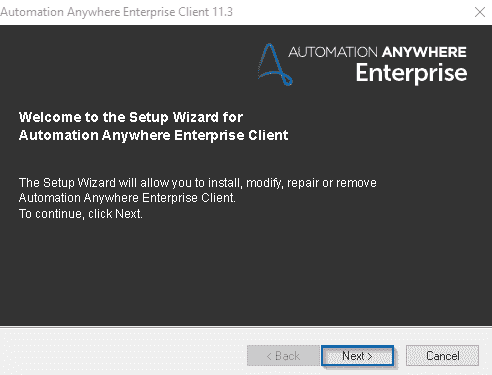 Automation Anywhere Enterprise Client 11.3
AUTOMATION ANYWHERE
Enterprise
Welcome to the Setup Wizard for
Automation Anywhere Enterprise Client
The Setup Wizard will allow you to install, modify, repair or remove
Automation Anywhere Enterprise Client.
To continue, click Next.
< Back
Next >
Cancel